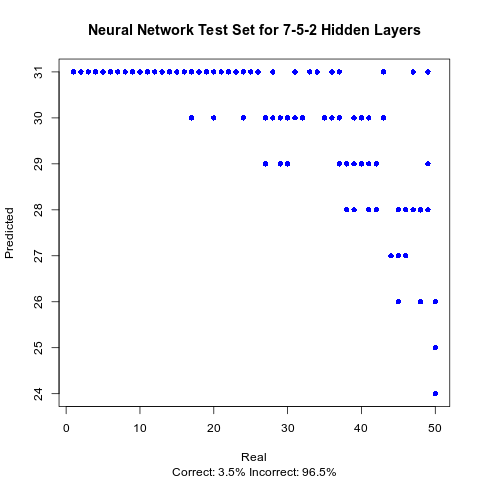 Neural Network Test Set for 7-5-2 Hidden Layers
31
30
29
28
27
26
25
24
Predicted
0 10 20 30 40 50
Real
Correct: 3.5% Incorrect: 96.5%